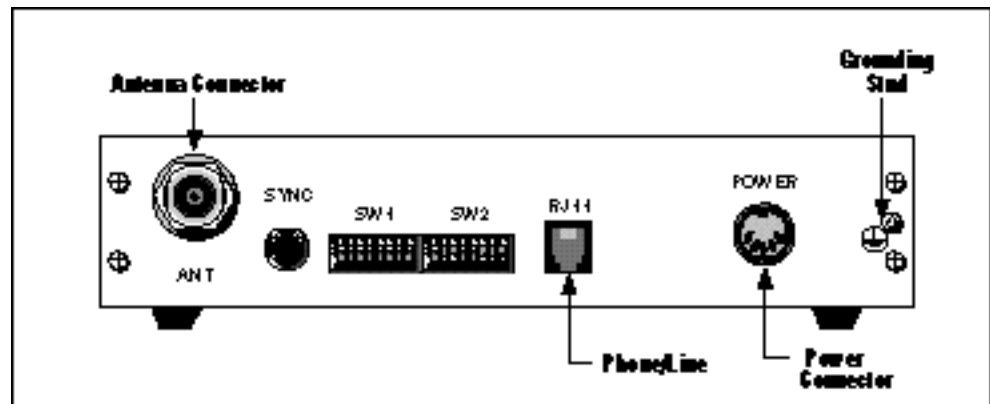 Grounding
Stud
Antenna Connector
POWER
SYNC
SW1
SW2
RJ11
ANT
Phone/Line
Power
Connector